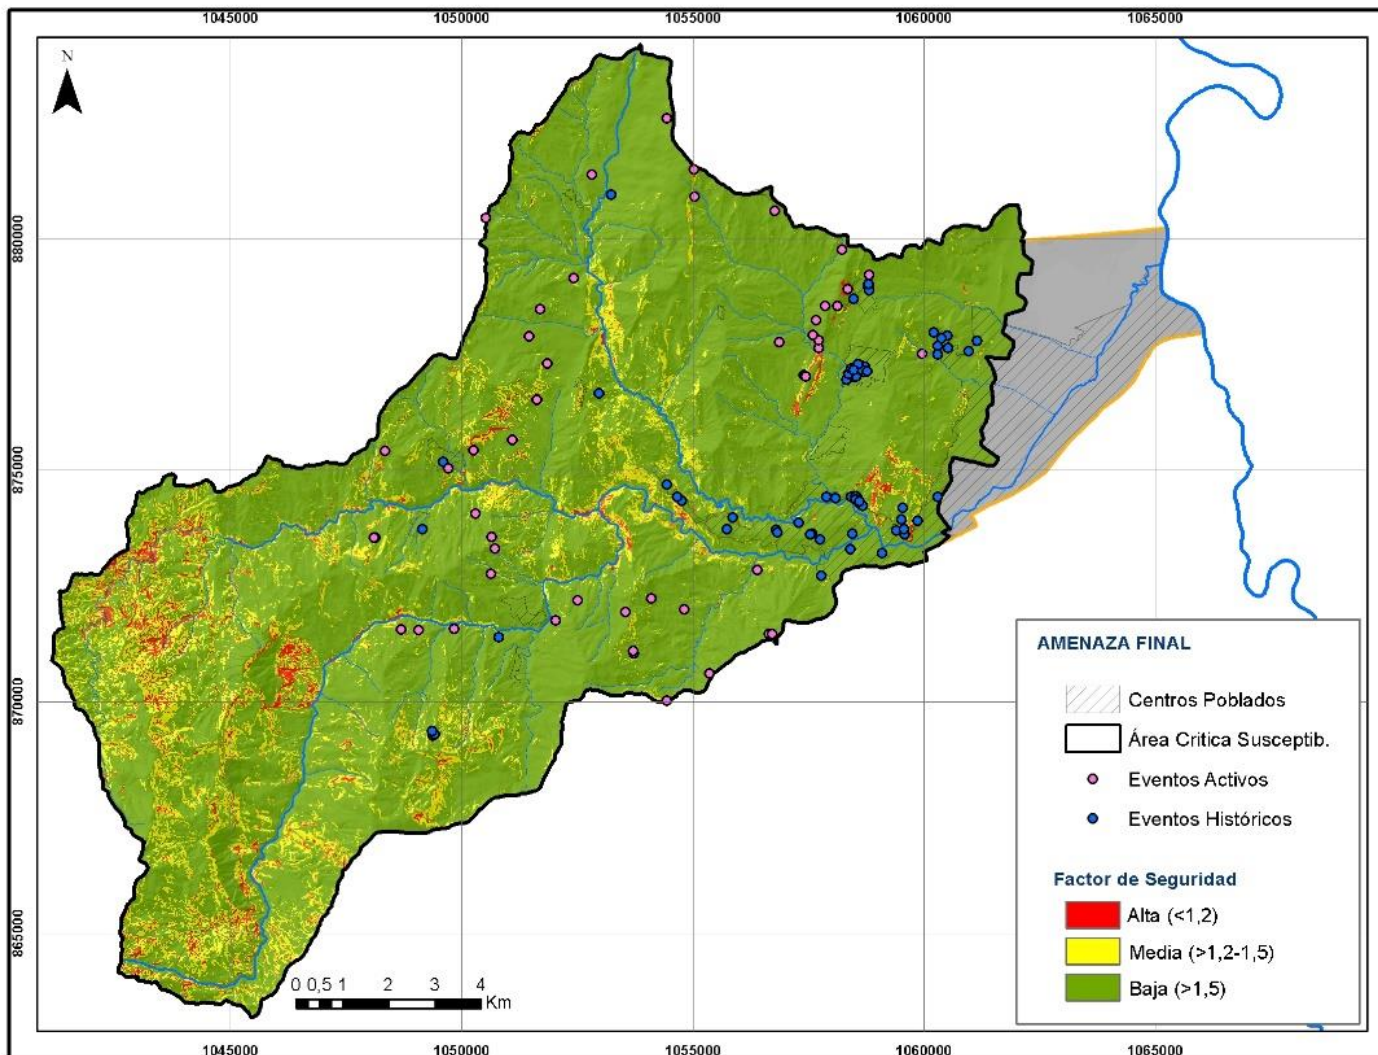 1045000 1050000 1055000 1060000 1065000
N
880000
875000
870000
865000
AMENAZA FINAL
Centros Poblados
Área Critica Susceptib.
Eventos Activos
Eventos Históricos
Factor de Seguridad
Alta (<1,2)
Media (>1,2-1,5)
Baja (>1,5)
0 0,5 1 2 3 4
Km
1045000 1050000 1055000 1060000 1065000